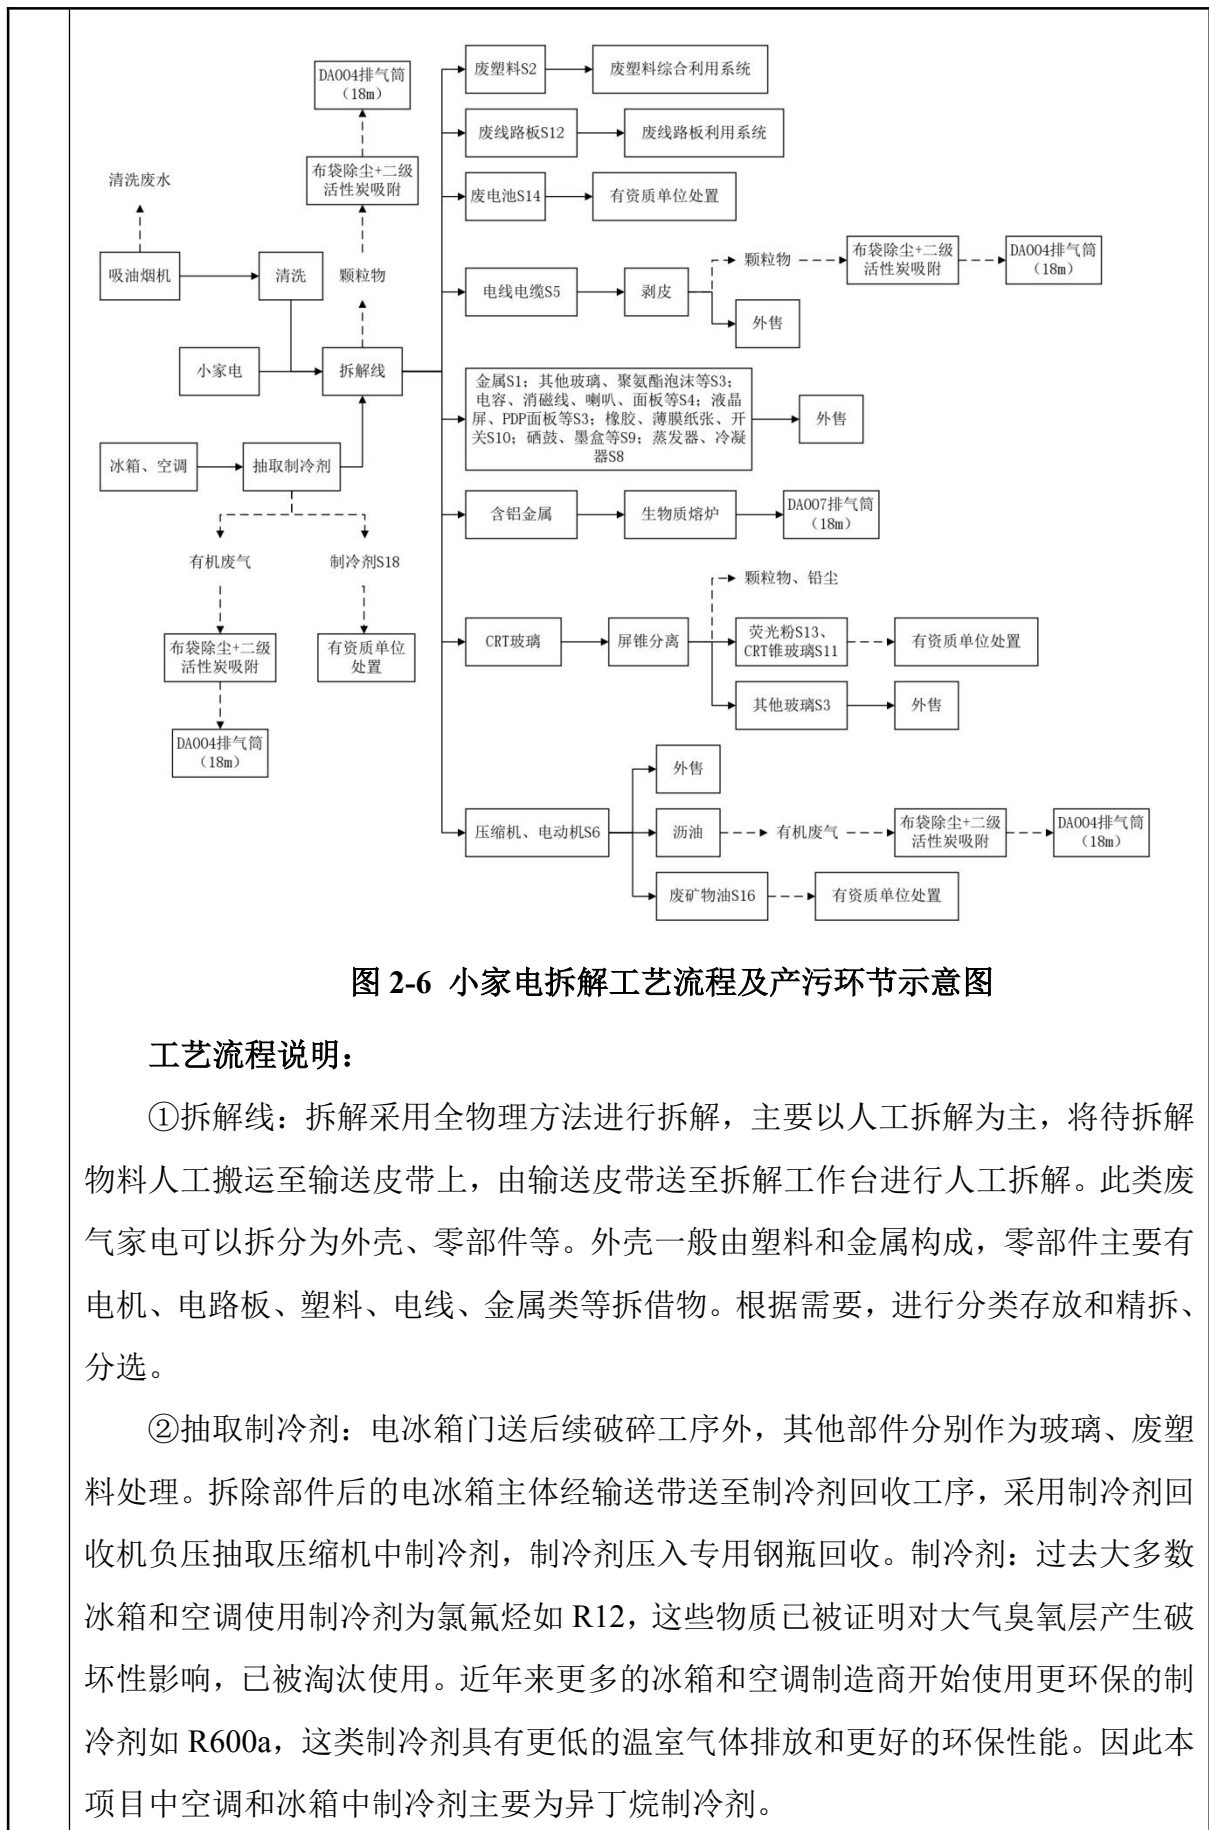 废塑料S2
废塑料综合利用系统
DA004排气筒
（18m）
废线路板S12
废线路板利用系统
布袋除尘+二级
活性炭吸附
清洗废水
废电池S14
有资质单位处置
吸油烟机
清洗
颗粒物
电线电缆S5
剥皮
颗粒物
布袋除尘+二级
活性炭吸附
DA004排气筒
（18m）
外售
小家电
拆解线
金属S1；其他玻璃、聚氨酯泡沫等S3；
电容、消磁线、喇叭、面板等S4；液晶
屏、PDP面板等S3；橡胶、薄膜纸张、开
关S10；硒鼓、墨盒等S9；蒸发器、冷凝
器S8
外售
冰箱、空调
抽取制冷剂
含铝金属
生物质熔炉
DA007排气筒
（18m）
有机废气
制冷剂S18
颗粒物、铅尘
CRT玻璃
屏锥分离
荧光粉S13、
CRT锥玻璃S11
有资质单位处置
布袋除尘+二级
活性炭吸附
有资质单位
处置
其他玻璃S3
外售
DA004排气筒
（18m）
外售
压缩机、电动机S6
沥油
有机废气
布袋除尘+二级
活性炭吸附
DA004排气筒
（18m）
废矿物油S16
有资质单位处置
图 2-6 小家电拆解工艺流程及产污环节示意图
工艺流程说明：
①拆解线：拆解采用全物理方法进行拆解，主要以人工拆解为主，将待拆解
物料人工搬运至输送皮带上，由输送皮带送至拆解工作台进行人工拆解。此类废
气家电可以拆分为外壳、零部件等。外壳一般由塑料和金属构成，零部件主要有
电机、电路板、塑料、电线、金属类等拆借物。根据需要，进行分类存放和精拆、
分选。
②抽取制冷剂：电冰箱门送后续破碎工序外，其他部件分别作为玻璃、废塑
料处理。拆除部件后的电冰箱主体经输送带送至制冷剂回收工序，采用制冷剂回
收机负压抽取压缩机中制冷剂，制冷剂压入专用钢瓶回收。制冷剂：过去大多数
冰箱和空调使用制冷剂为氯氟烃如 R12，这些物质已被证明对大气臭氧层产生破
坏性影响，已被淘汰使用。近年来更多的冰箱和空调制造商开始使用更环保的制
冷剂如 R600a，这类制冷剂具有更低的温室气体排放和更好的环保性能。因此本
项目中空调和冰箱中制冷剂主要为异丁烷制冷剂。